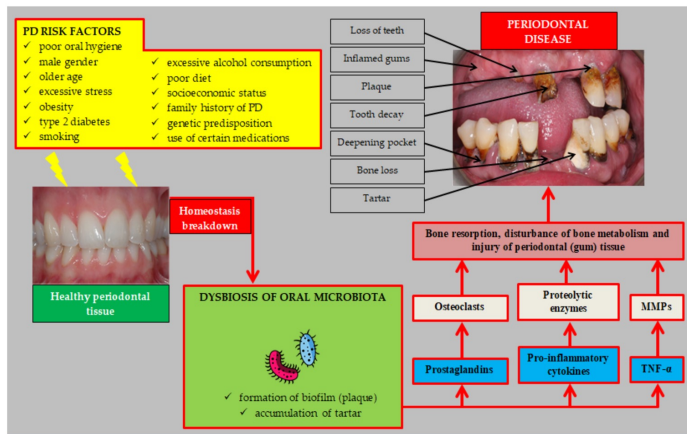 PD RISK FACTORS
✓ poor oral hygiene
✓ male gender
✓ older age
✓ excessive stress
✓ obesity
✓ type 2 diabetes
✓ smoking
✓ excessive alcohol consumption
✓ poor diet
✓ socioeconomic status
✓ family history of PD
✓ genetic predisposition
✓ use of certain medications
Loss of teeth
Inflamed gums
Plaque
Tooth decay
Deepening pocket
Bone loss
Tartar
PERIODONTAL
DISEASE
Homeostasis
breakdown
Healthy periodontal
tissue
DYSBIOSIS OF ORAL MICROBIOTA
✓ formation of biofilm (plaque)
✓ accumulation of tartar
Bone resorption, disturbance of bone metabolism and
injury of periodontal (gum) tissue
Osteoclasts
Proteolytic
enzymes
MMPs
Prostaglandins
Pro-inflammatory
cytokines
TNF-α